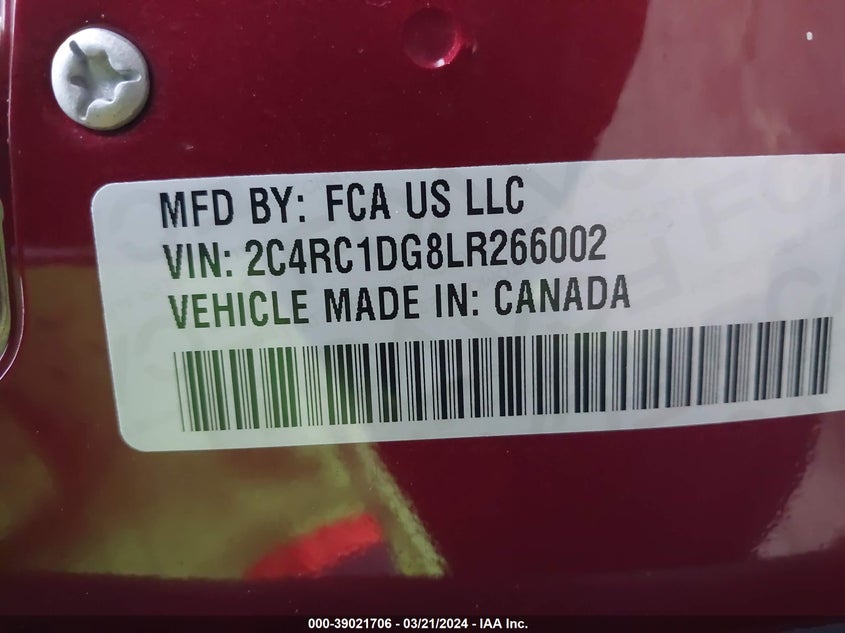 MFD BY: FCA US LLC
VIN: 2C4RC1DG8LR266002
VEHICLE MADE IN: CANADA
000-39021706 - 03/21/2024 - IAA, Inc.